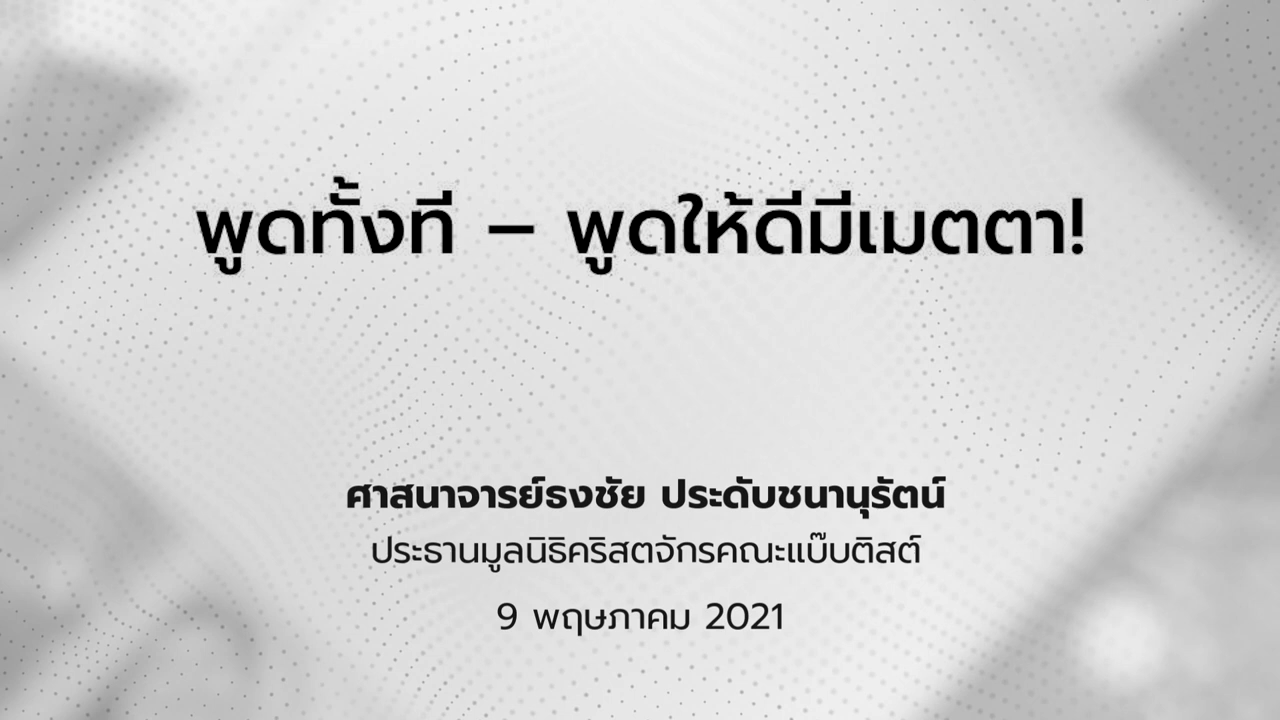 พูดทั้งที – พูดให้ดีมีเมตตา!
ศาสนาจารย์ธงชัย ประดับชนานุรัตน์
ประธานมูลนิธิคริสตจักรคณะแบ๊บติสต์
9 พฤษภาคม 2021